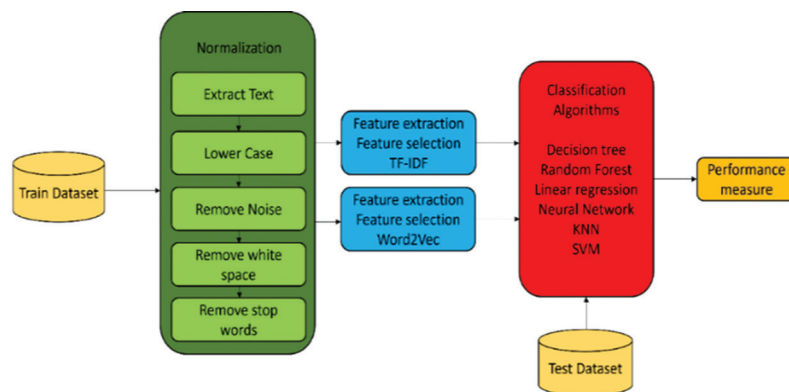 Train Dataset
Normalization
Extract Text
Lower Case
Remove Noise
Remove white
space
Remove stop
words
Feature extraction
Feature selection
TF-IDF
Feature extraction
Feature selection
Word2Vec
Classification
Algorithms
Decision tree
Random Forest
Linear regression
Neural Network
KNN
SVM
Test Dataset
Performance
measure